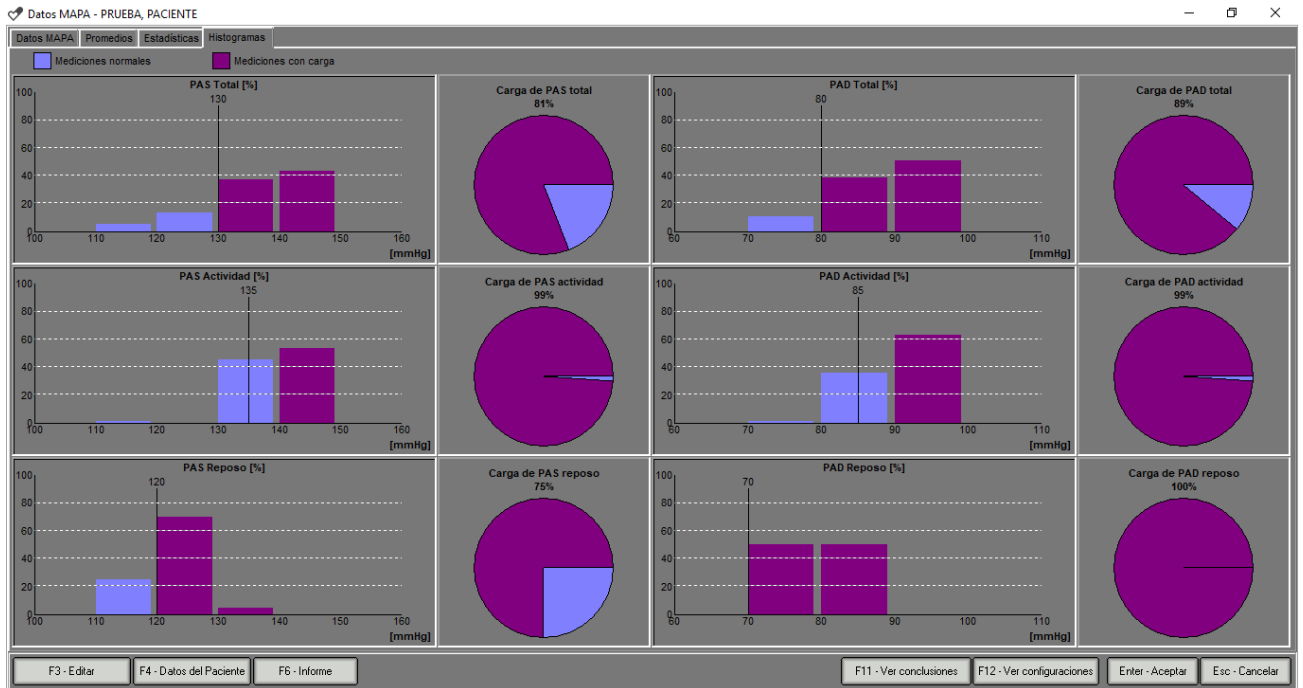 Datos MAPA - PRUEBA, PACIENTE
Datos MAPA Promedios Estadísticas Histogramas
Mediciones normales Mediciones con carga
PAS Total [%]
130
100
80
60
40
20
0
100 110 120 130 140 150 160
[mmHg]
Carga de PAS total
81%
PAD Total [%]
80
100
80
60
40
20
0
60 70 80 90 100 110
[mmHg]
Carga de PAD total
89%
PAS Actividad [%]
135
100
80
60
40
20
0
100 110 120 130 140 150 160
[mmHg]
Carga de PAS actividad
99%
PAD Actividad [%]
85
100
80
60
40
20
0
60 70 80 90 100 110
[mmHg]
Carga de PAD actividad
99%
PAS Reposo [%]
120
100
80
60
40
20
0
100 110 120 130 140 150 160
[mmHg]
Carga de PAS reposo
75%
PAD Reposo [%]
70
100
80
60
40
20
0
60 70 80 90 100 110
[mmHg]
Carga de PAD reposo
100%
F3 - Editar F4 - Datos del Paciente F6 - Informe F11 - Ver conclusiones F12 - Ver configuraciones Enter - Aceptar Esc - Cancelar